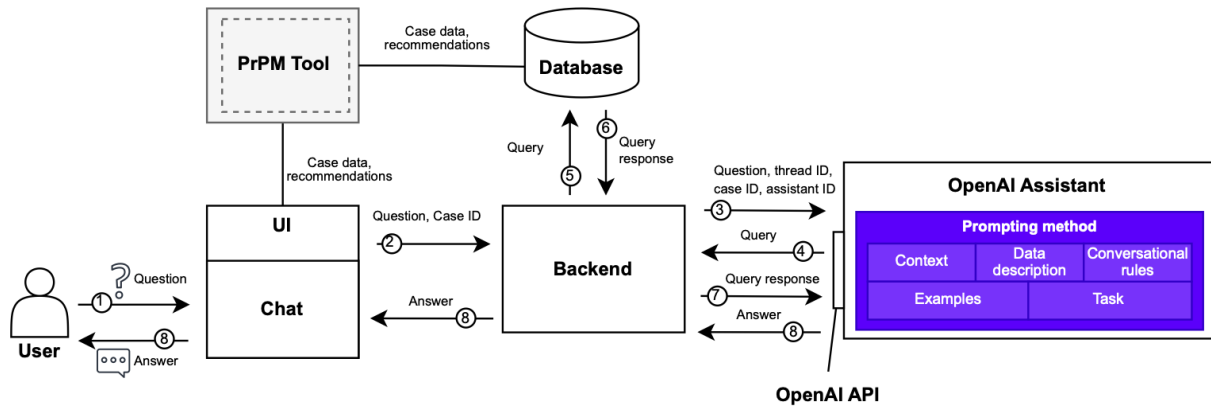 PrPM Tool
Case data,
recommendations
Database
Case data,
recommendations
Query
5
6
Query
response
UI
Chat
User
1
Question
8
Answer
Question, Case ID
2
Answer
8
Backend
Question, thread ID,
case ID, assistant ID
3
Query
4
Query response
7
Answer
8
OpenAI API
OpenAI Assistant
Prompting method
Context
Data
description
Conversational
rules
Examples
Task